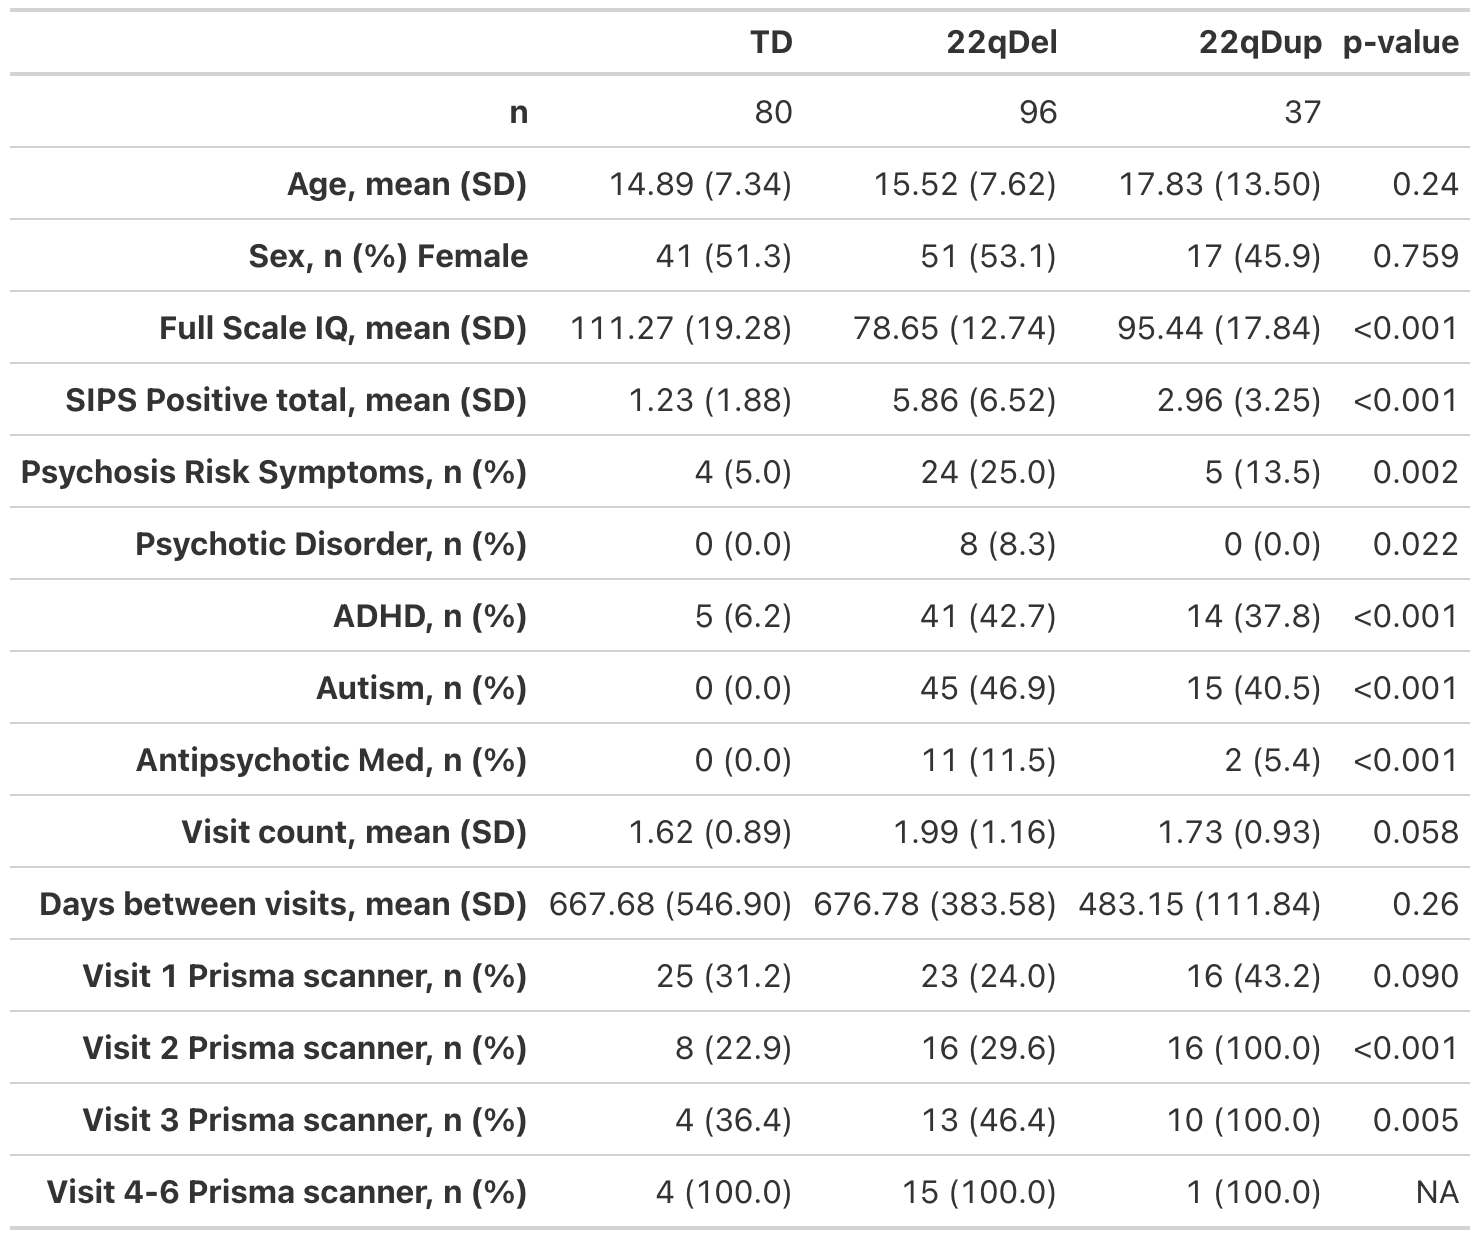 TD 22qDel 22qDup p-value
n 80 96 37
Age, mean (SD) 14.89 (7.34) 15.52 (7.62) 17.83 (13.50) 0.24
Sex, n (%) Female 41 (51.3) 51 (53.1) 17 (45.9) 0.759
Full Scale IQ, mean (SD) 111.27 (19.28) 78.65 (12.74) 95.44 (17.84) <0.001
SIPS Positive total, mean (SD) 1.23 (1.88) 5.86 (6.52) 2.96 (3.25) <0.001
Psychosis Risk Symptoms, n (%) 4 (5.0) 24 (25.0) 5 (13.5) 0.002
Psychotic Disorder, n (%) 0 (0.0) 8 (8.3) 0 (0.0) 0.022
ADHD, n (%) 5 (6.2) 41 (42.7) 14 (37.8) <0.001
Autism, n (%) 0 (0.0) 45 (46.9) 15 (40.5) <0.001
Antipsychotic Med, n (%) 0 (0.0) 11 (11.5) 2 (5.4) <0.001
Visit count, mean (SD) 1.62 (0.89) 1.99 (1.16) 1.73 (0.93) 0.058
Days between visits, mean (SD) 667.68 (546.90) 676.78 (383.58) 483.15 (111.84) 0.26
Visit 1 Prisma scanner, n (%) 25 (31.2) 23 (24.0) 16 (43.2) 0.090
Visit 2 Prisma scanner, n (%) 8 (22.9) 16 (29.6) 16 (100.0) <0.001
Visit 3 Prisma scanner, n (%) 4 (36.4) 13 (46.4) 10 (100.0) 0.005
Visit 4-6 Prisma scanner, n (%) 4 (100.0) 15 (100.0) 1 (100.0) NA